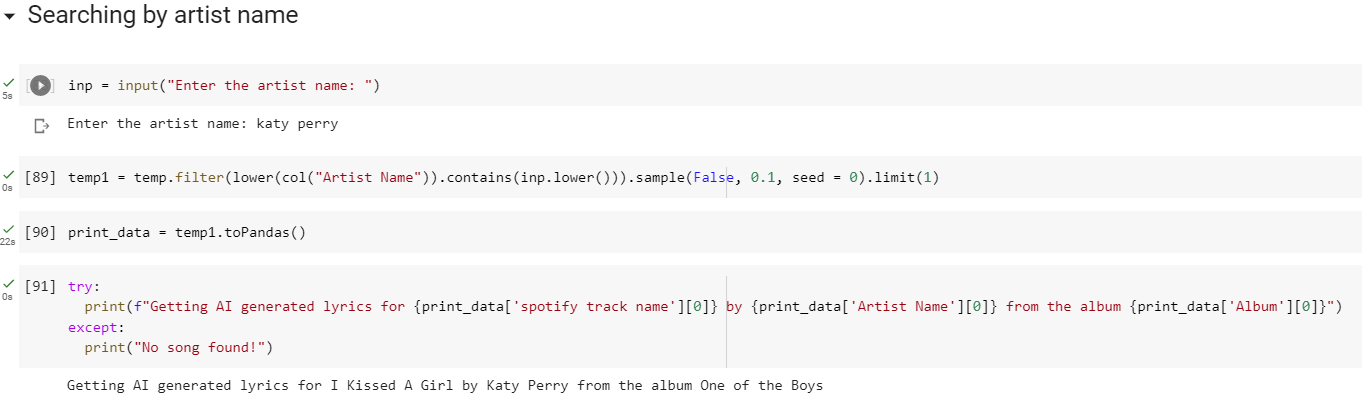 Searching by artist name
5s
inp = input("Enter the artist name: ")
Enter the artist name: katy perry
0s
[89] temp1 = temp.filter(lower(col("Artist Name")).contains(inp.lower())).sample(False, 0.1, seed = 0).limit(1)
22s
[90] print_data = temp1.toPandas()
0s
[91] try:
print(f"Getting AI generated lyrics for {print_data['spotify track name'][0]} by {print_data['Artist Name'][0]} from the album {print_data['Album'][0]}")
except:
print("No song found!")
Getting AI generated lyrics for I Kissed A Girl by Katy Perry from the album One of the Boys